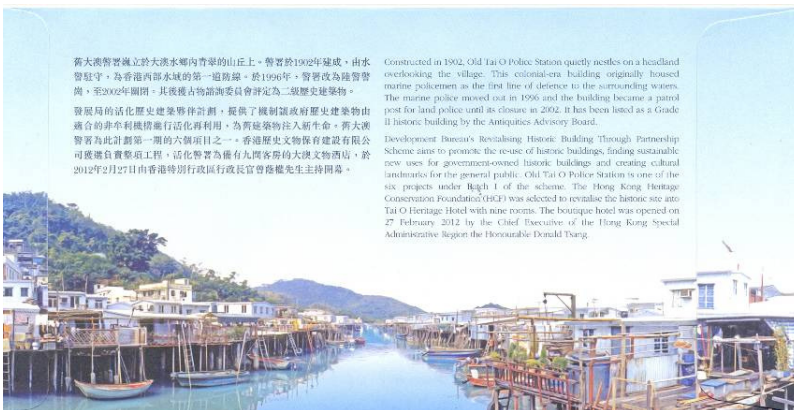 舊大澳警署巍立於大澳水鄉內青翠的山丘上。警署於1902年建成，由水
警駐守，為香港西部水域的第一道防線。於1996年，警署改為陸警警
崗，至2002年關閉。其後獲古物諮詢委員會評定為二級歷史建築物。
發展局的活化歷史建築夥伴計劃，提供了機制讓政府歷史建築物由
適合的非牟利機構進行活化再利用，為舊建築物注入新生命。舊大澳
警署為此計劃第一期的六個項目之一。香港歷史文物保育建設有限公
司獲選負責整項工程，活化警署為備有九間客房的大澳文物酒店，於
2012年2月27日由香港特別行政區行政長官曾蔭權先生主持開幕。
Constructed in 1902, Old Tai O Police Station quietly nestles on a headland
overlooking the village. This colonial-era building originally housed
marine policemen as the first line of defence to the surrounding waters.
The marine police moved out in 1996 and the building became a patrol
post for land police until its closure in 2002. It has been listed as a Grade
II historic building by the Antiquities Advisory Board.
Development Bureau's Revitalising Historic Building Through Partnership
Scheme aims to promote the re-use of historic buildings, finding sustainable
new uses for government-owned historic buildings and creating cultural
landmarks for the general public. Old Tai O Police Station is one of the
six projects under Batch I of the scheme. The Hong Kong Heritage
Conservation Foundation (HCF) was selected to revitalise the historic site into
Tai O Heritage Hotel with nine rooms. The boutique hotel was opened on
27 February 2012 by the Chief Executive of the Hong Kong Special
Administrative Region the Honourable Donald Tsang.